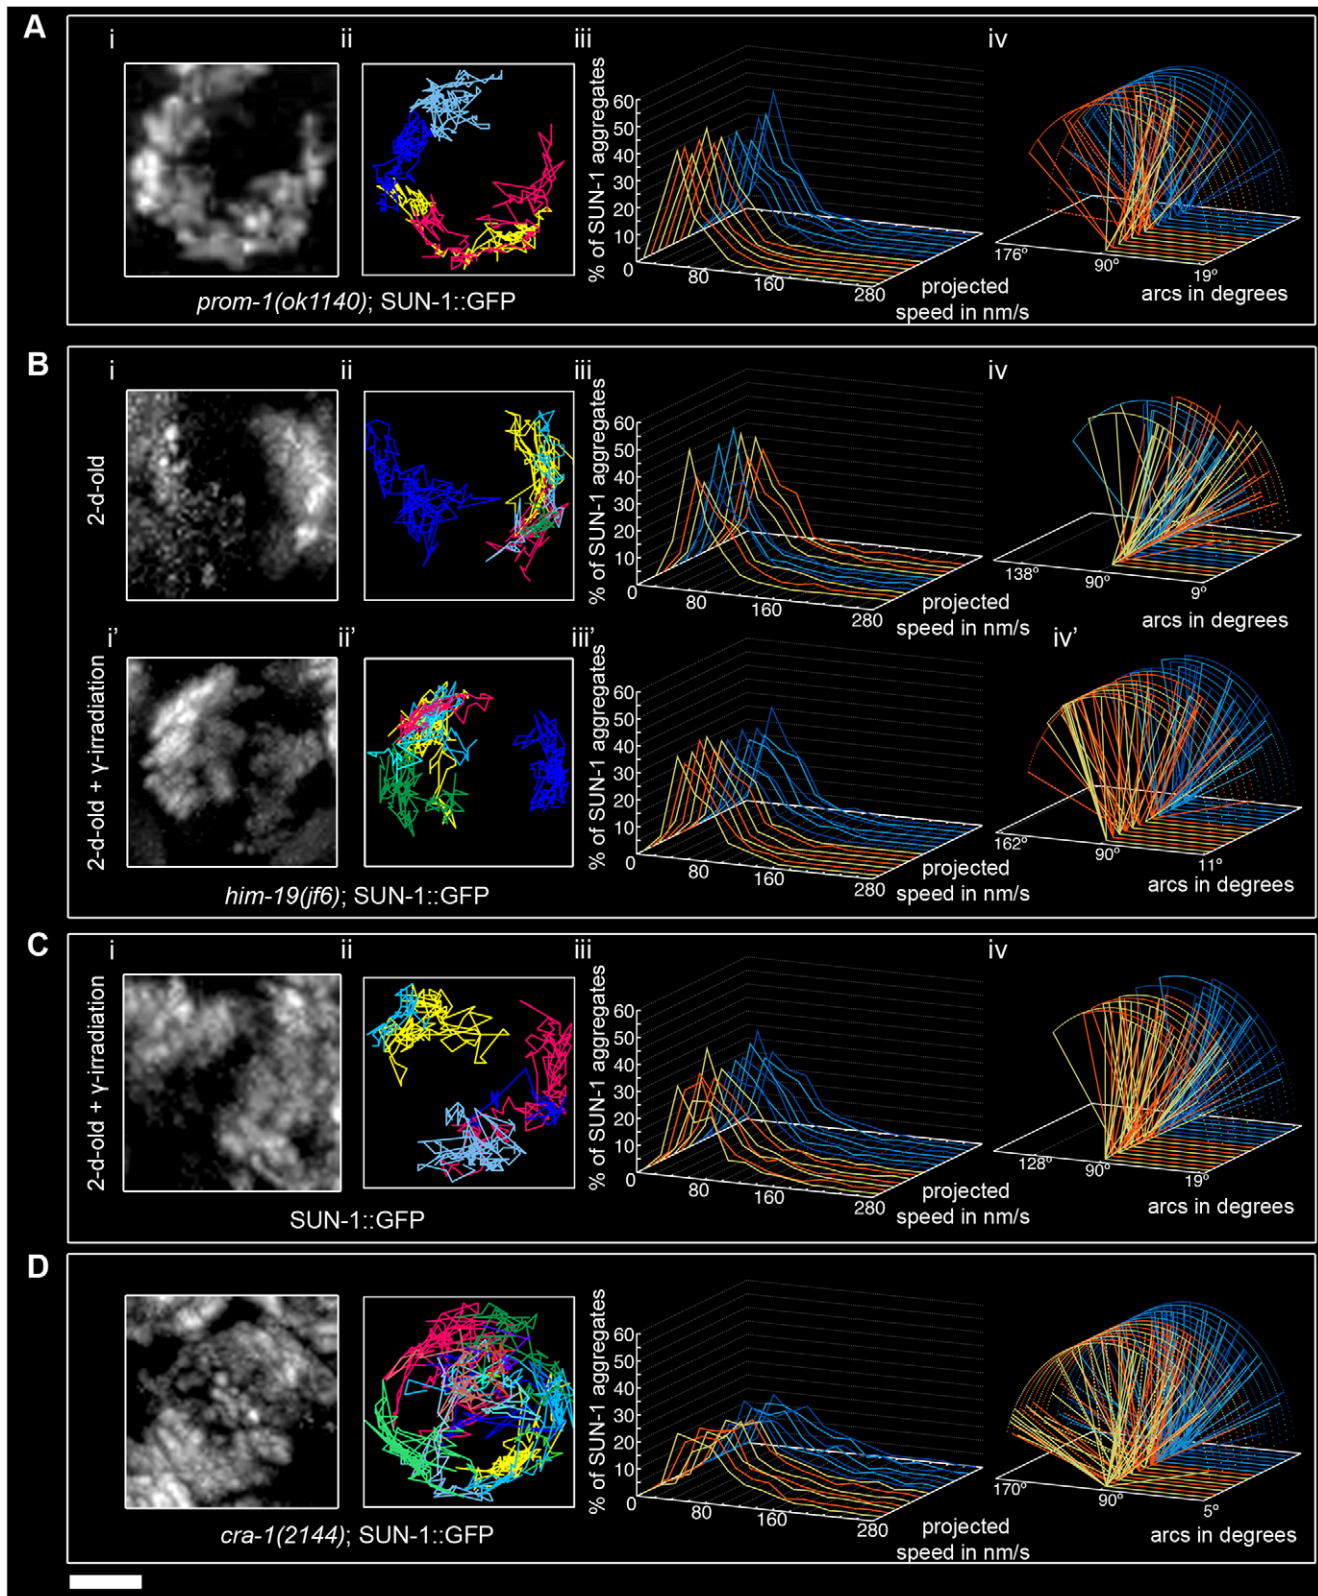 A
i
ii
iii
iv
% of SUN-1 aggregates
60
50
40
30
20
10
0
80
160
280
projected
speed in nm/s
176°
90°
19°
arcs in degrees
prom-1(ok1140); SUN-1::GFP
B
i
ii
iii
iv
2-d-old
% of SUN-1 aggregates
60
50
40
30
20
10
0
80
160
280
projected
speed in nm/s
138°
90°
9°
arcs in degrees
i'
ii'
iii'
iv'
2-d-old + γ-irradiation
% of SUN-1 aggregates
60
50
40
30
20
10
0
80
160
280
projected
speed in nm/s
162°
90°
11°
arcs in degrees
him-19(jf6); SUN-1::GFP
C
i
ii
iii
iv
2-d-old + γ-irradiation
% of SUN-1 aggregates
60
50
40
30
20
10
0
80
160
280
projected
speed in nm/s
128°
90°
19°
arcs in degrees
SUN-1::GFP
D
% of SUN-1 aggregates
60
50
40
30
20
10
0
80
160
280
projected
speed in nm/s
170°
90°
5°
arcs in degrees
cra-1(2144); SUN-1::GFP